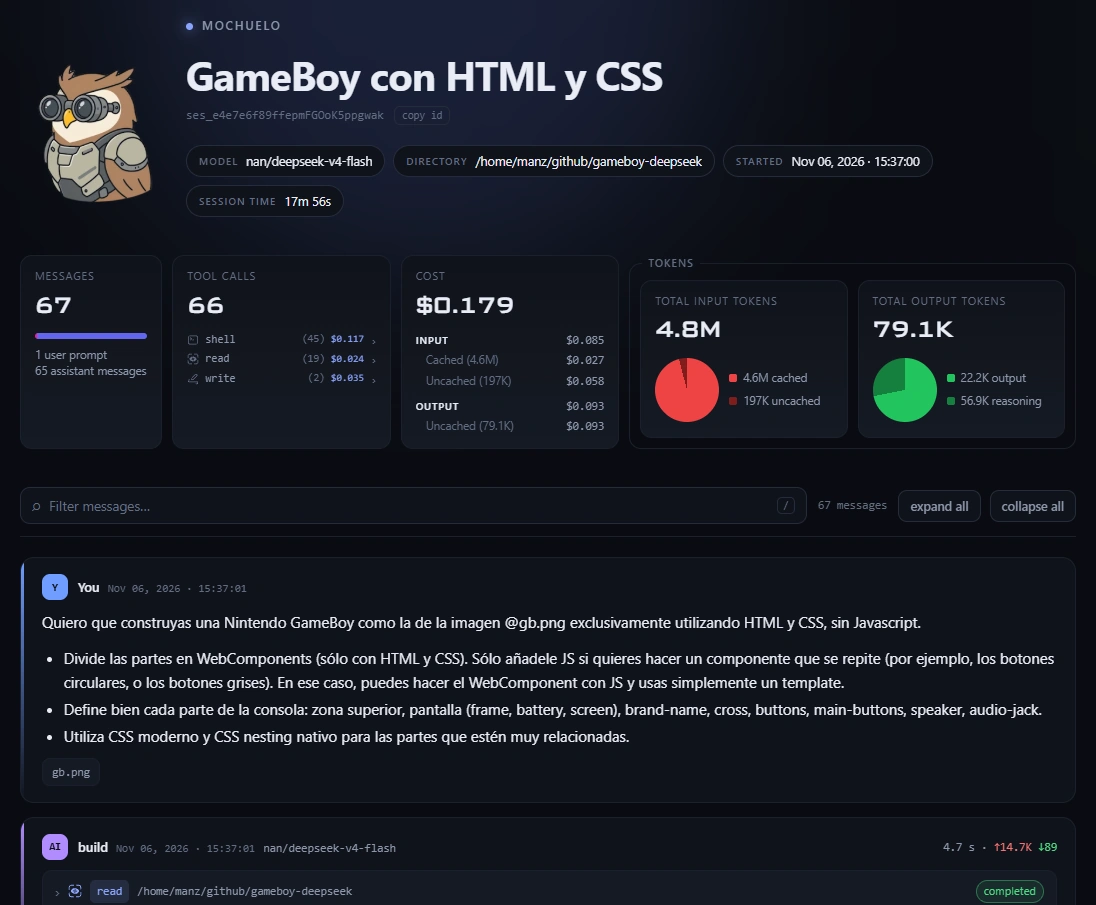 MOCHUELO
GameBoy con HTML y CSS
ses_e4e7e6f89ffepmFGOoK5ppgwak copy id
MODEL nan/deepseek-v4-flash
DIRECTORY /home/manz/github/gameboy-deepseek
STARTED Nov 06, 2026 · 15:37:00
SESSION TIME 17m 56s
MESSAGES
67
1 user prompt
65 assistant messages
TOOL CALLS
66
shell (45) $0.117 ›
read (19) $0.024 ›
write (2) $0.035 ›
COST
$0.179
INPUT $0.085
Cached (4.6M) $0.027
Uncached (197K) $0.058
OUTPUT $0.093
Uncached (79.1K) $0.093
TOKENS
TOTAL INPUT TOKENS
4.8M
4.6M cached
197K uncached
TOTAL OUTPUT TOKENS
79.1K
22.2K output
56.9K reasoning
Filter messages... /
67 messages
expand all
collapse all
Y You Nov 06, 2026 · 15:37:01
Quiero que construyas una Nintendo GameBoy como la de la imagen @gb.png exclusivamente utilizando HTML y CSS, sin Javascript.
• Divide las partes en WebComponents (sólo con HTML y CSS). Sólo añadele JS si quieres hacer un componente que se repite (por ejemplo, los botones
circulares, o los botones grises). En ese caso, puedes hacer el WebComponent con JS y usas simplemente un template.
• Define bien cada parte de la consola: zona superior, pantalla (frame, battery, screen), brand-name, cross, buttons, main-buttons, speaker, audio-jack.
• Utiliza CSS moderno y CSS nesting nativo para las partes que estén muy relacionadas.
gb.png
AI build Nov 06, 2026 · 15:37:01 nan/deepseek-v4-flash 4.7 s · ↑14.7K ↓89
› read /home/manz/github/gameboy-deepseek completed